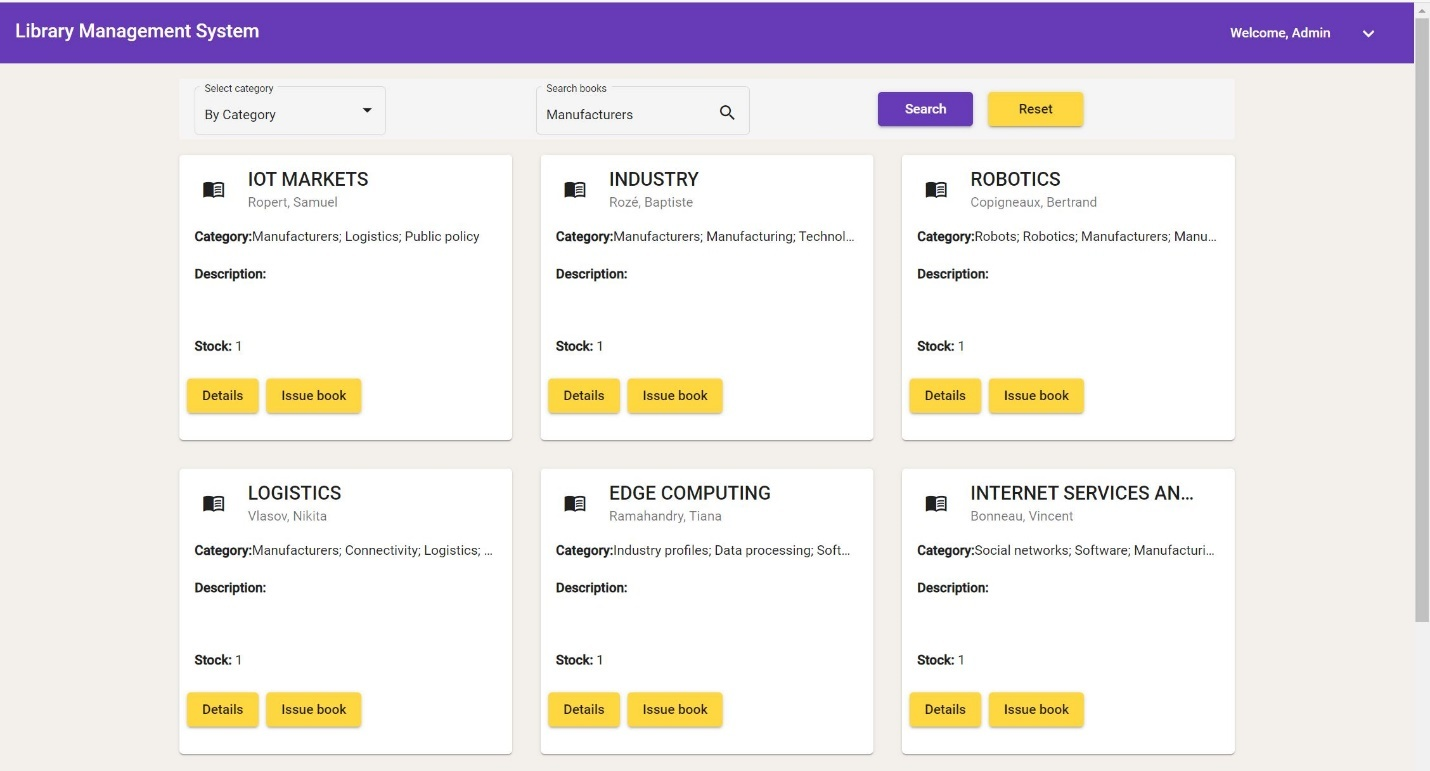 Library Management System
Welcome, Admin
Select category
By Category
Search books
Manufacturers
Search
Reset
IOT MARKETS
Ropert, Samuel
Category:Manufacturers; Logistics; Public policy
Description:
Stock: 1
Details
Issue book
INDUSTRY
Rozé, Baptiste
Category:Manufacturers; Manufacturing; Technol...
Description:
Stock: 1
Details
Issue book
ROBOTICS
Copigneaux, Bertrand
Category:Robots; Robotics; Manufacturers; Manu...
Description:
Stock: 1
Details
Issue book
LOGISTICS
Vlasov, Nikita
Category:Manufacturers; Connectivity; Logistics; ...
Description:
Stock: 1
Details
Issue book
EDGE COMPUTING
Ramahandry, Tiana
Category:Industry profiles; Data processing; Soft...
Description:
Stock: 1
Details
Issue book
INTERNET SERVICES AN...
Bonneau, Vincent
Category:Social networks; Software; Manufacturi...
Description:
Stock: 1
Details
Issue book